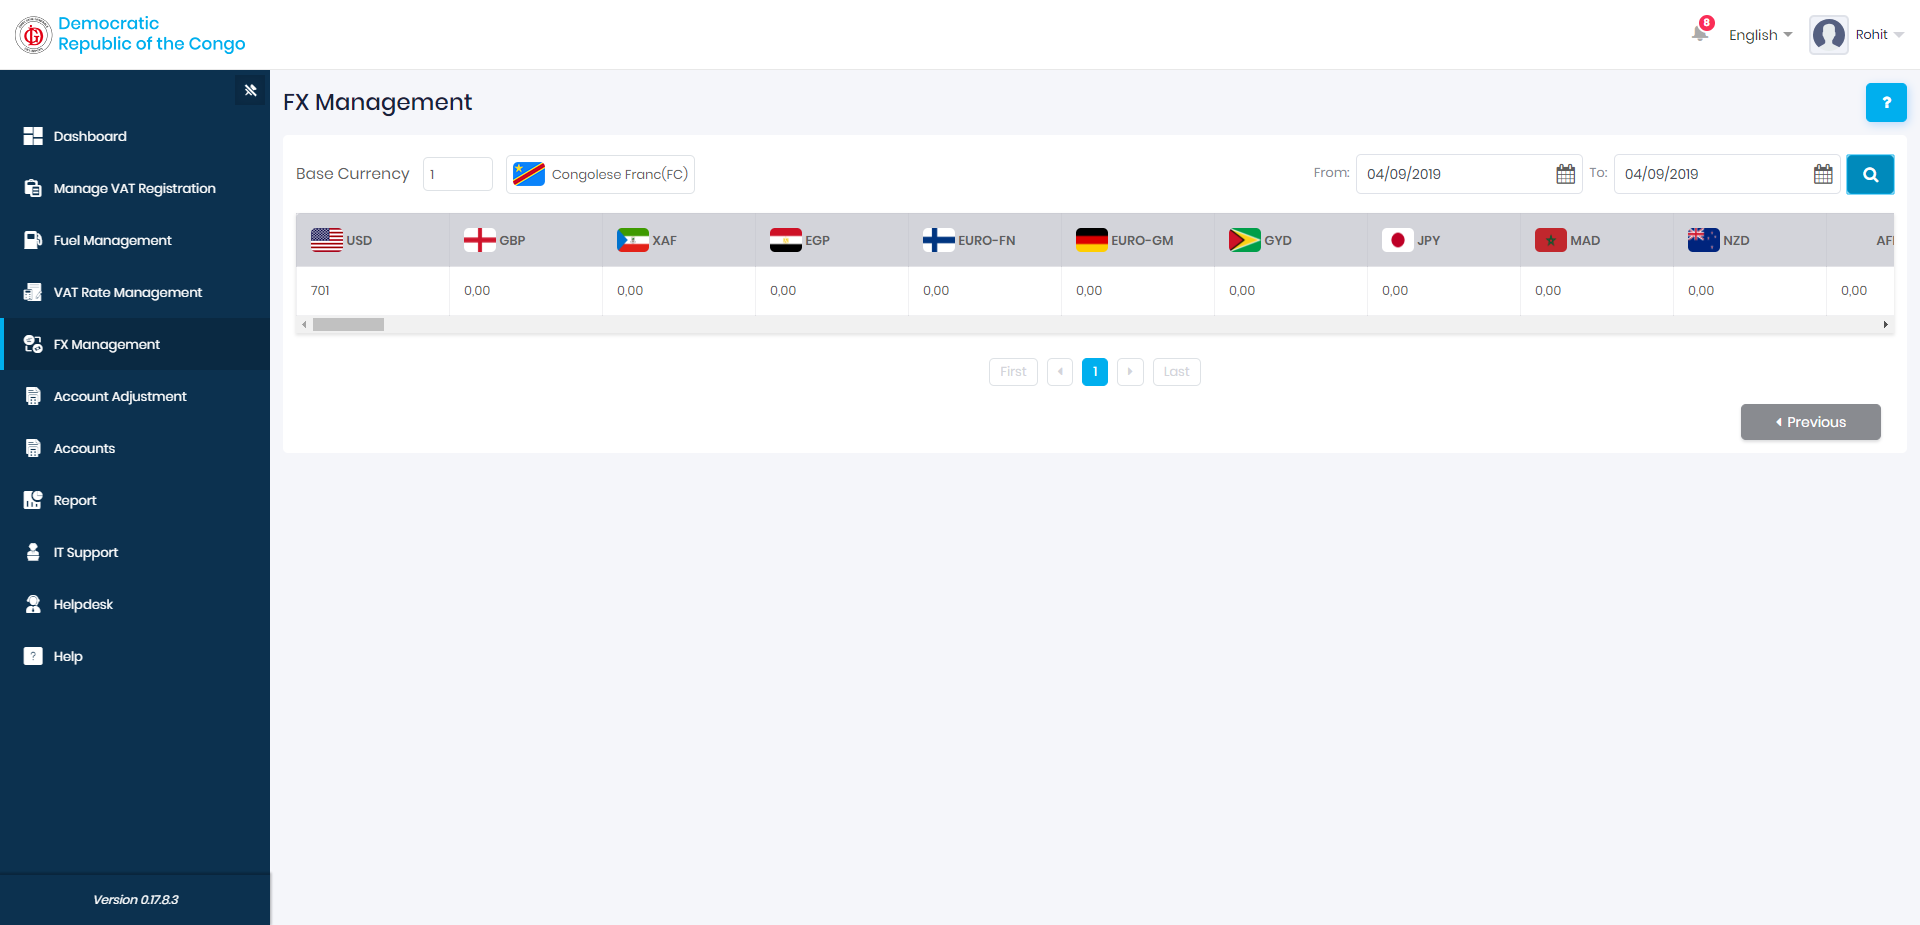 Democratic
Republic of the Congo
8
English
Rohit
Dashboard
Manage VAT Registration
Fuel Management
VAT Rate Management
FX Management
Account Adjustment
Accounts
Report
IT Support
Helpdesk
? Help
Version 0.17.8.3
FX Management
?
Base Currency 1 Congolese Franc(FC) From: 04/09/2019 To: 04/09/2019
USD GBP XAF EGP EURO-FN EURO-GM GYD JPY MAD NZD
701 0,00 0,00 0,00 0,00 0,00 0,00 0,00 0,00 0,00 0,00
First 1 Last
Previous